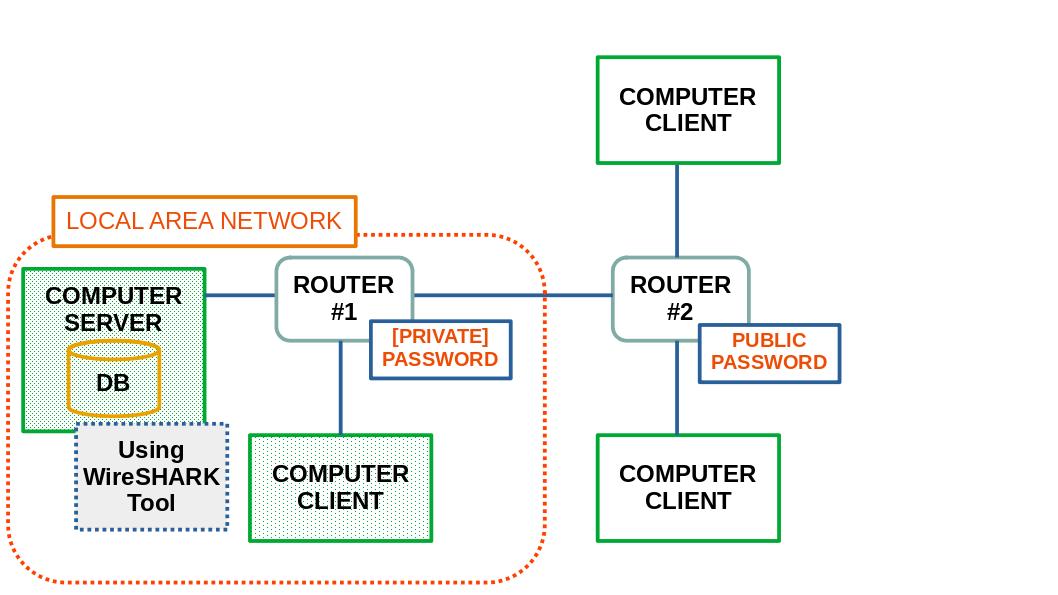 COMPUTER
CLIENT
LOCAL AREA NETWORK
COMPUTER
SERVER
DB
Using
WireSHARK
Tool
ROUTER
#1
[PRIVATE]
PASSWORD
COMPUTER
CLIENT
ROUTER
#2
PUBLIC
PASSWORD
COMPUTER
CLIENT